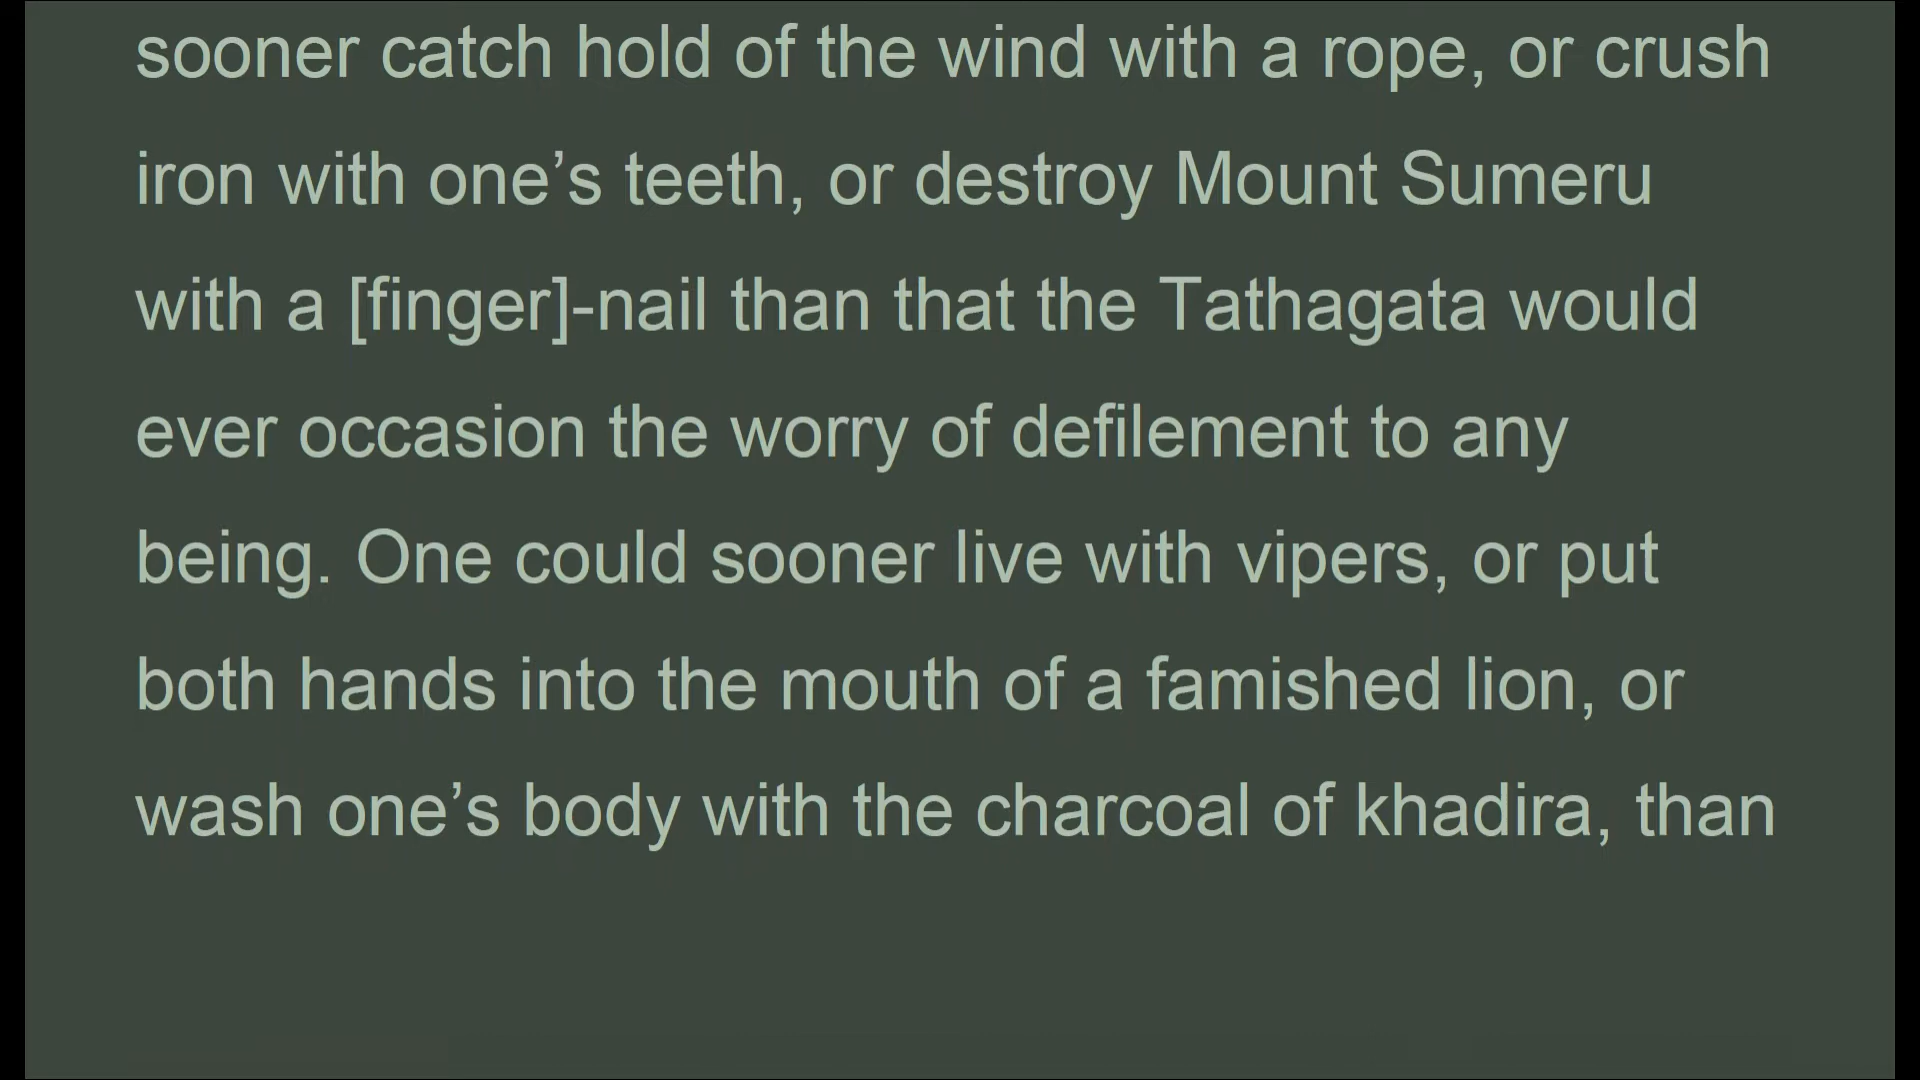 sooner catch hold of the wind with a rope, or crush
iron with one’s teeth, or destroy Mount Sumeru
with a [finger]-nail than that the Tathagata would
ever occasion the worry of defilement to any
being. One could sooner live with vipers, or put
both hands into the mouth of a famished lion, or
wash one’s body with the charcoal of khadira, than